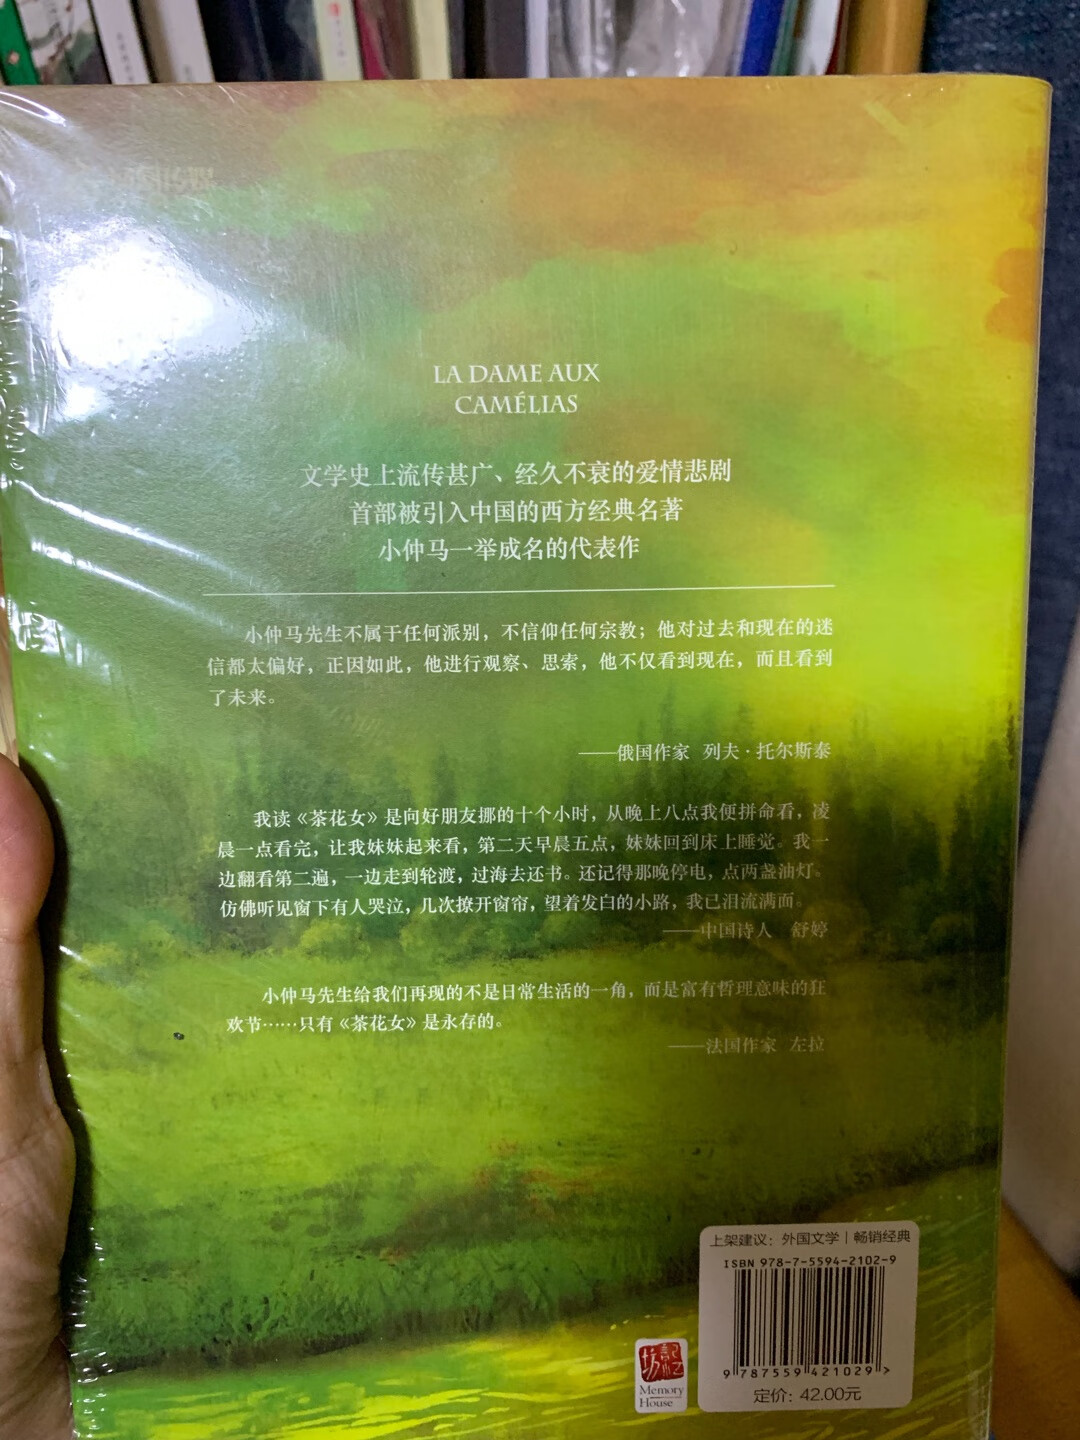 LA DAME AUX
CAMÉLIAS
文学史上流传甚广、经久不衰的爱情悲剧
首部被引入中国的西方经典名著
小仲马一举成名的代表作
小仲马先生不属于任何派别，不信仰任何宗教；他对过去和现在的迷
信都太偏好，正因如此，他进行观察、思索，他不仅看到现在，而且看到
了未来。
——俄国作家 列夫·托尔斯泰
我读《茶花女》是向好朋友挪的十个小时，从晚上八点我便拼命看，凌
晨一点看完，让我妹妹起来看，第二天早晨五点，妹妹回到床上睡觉。我一
边翻看第二遍，一边走到轮渡，过海去还书。还记得那晚停电，点两盏油灯。
仿佛听见窗下有人哭泣，几次撩开窗帘，望着发白的小路，我已泪流满面。
——中国诗人 舒婷
小仲马先生给我们再现的不是日常生活的一角，而是富有哲理意味的狂
欢节……只有《茶花女》是永存的。
——法国作家 左拉
上架建议：外国文学｜畅销经典
ISBN 978-7-5594-2102-9
9 787559 421029 >
定价：42.00元
記忆坊
Memory
House